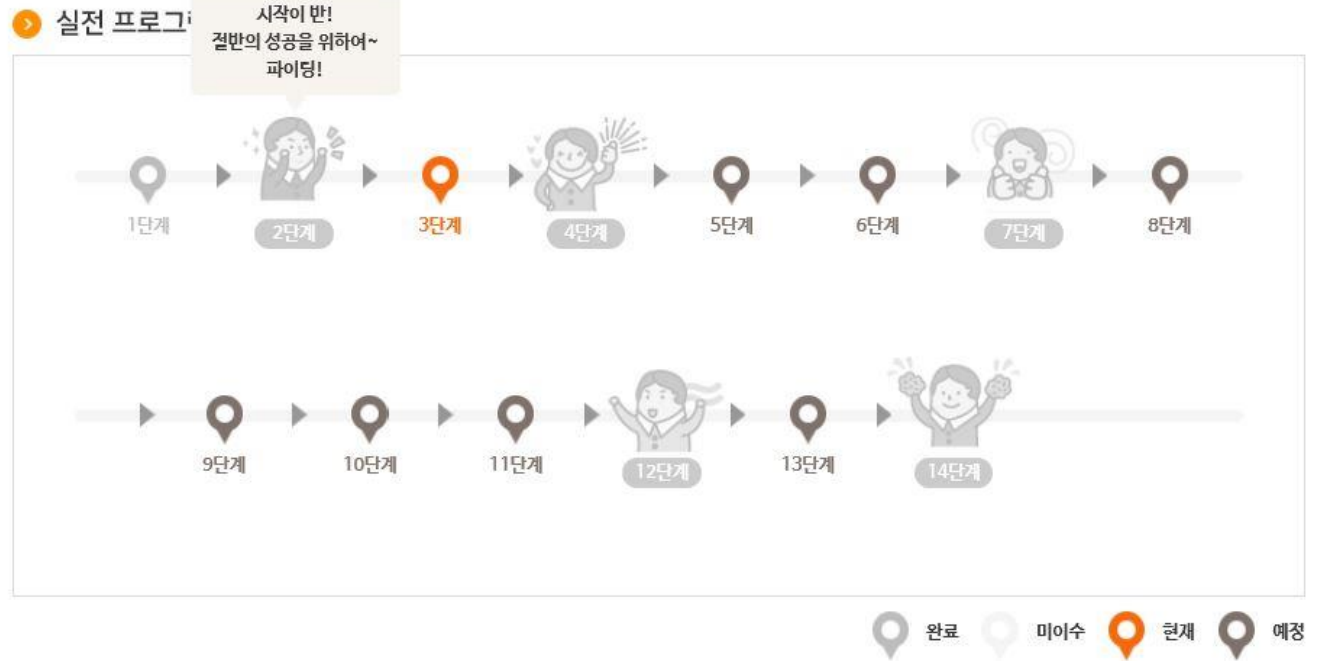 실전 프로그
시작이 반!
절반의 성공을 위하여~
파이팅!
1단계
2단계
3단계
4단계
5단계
6단계
7단계
8단계
9단계
10단계
11단계
12단계
13단계
14단계
완료
미이수
현재
예정